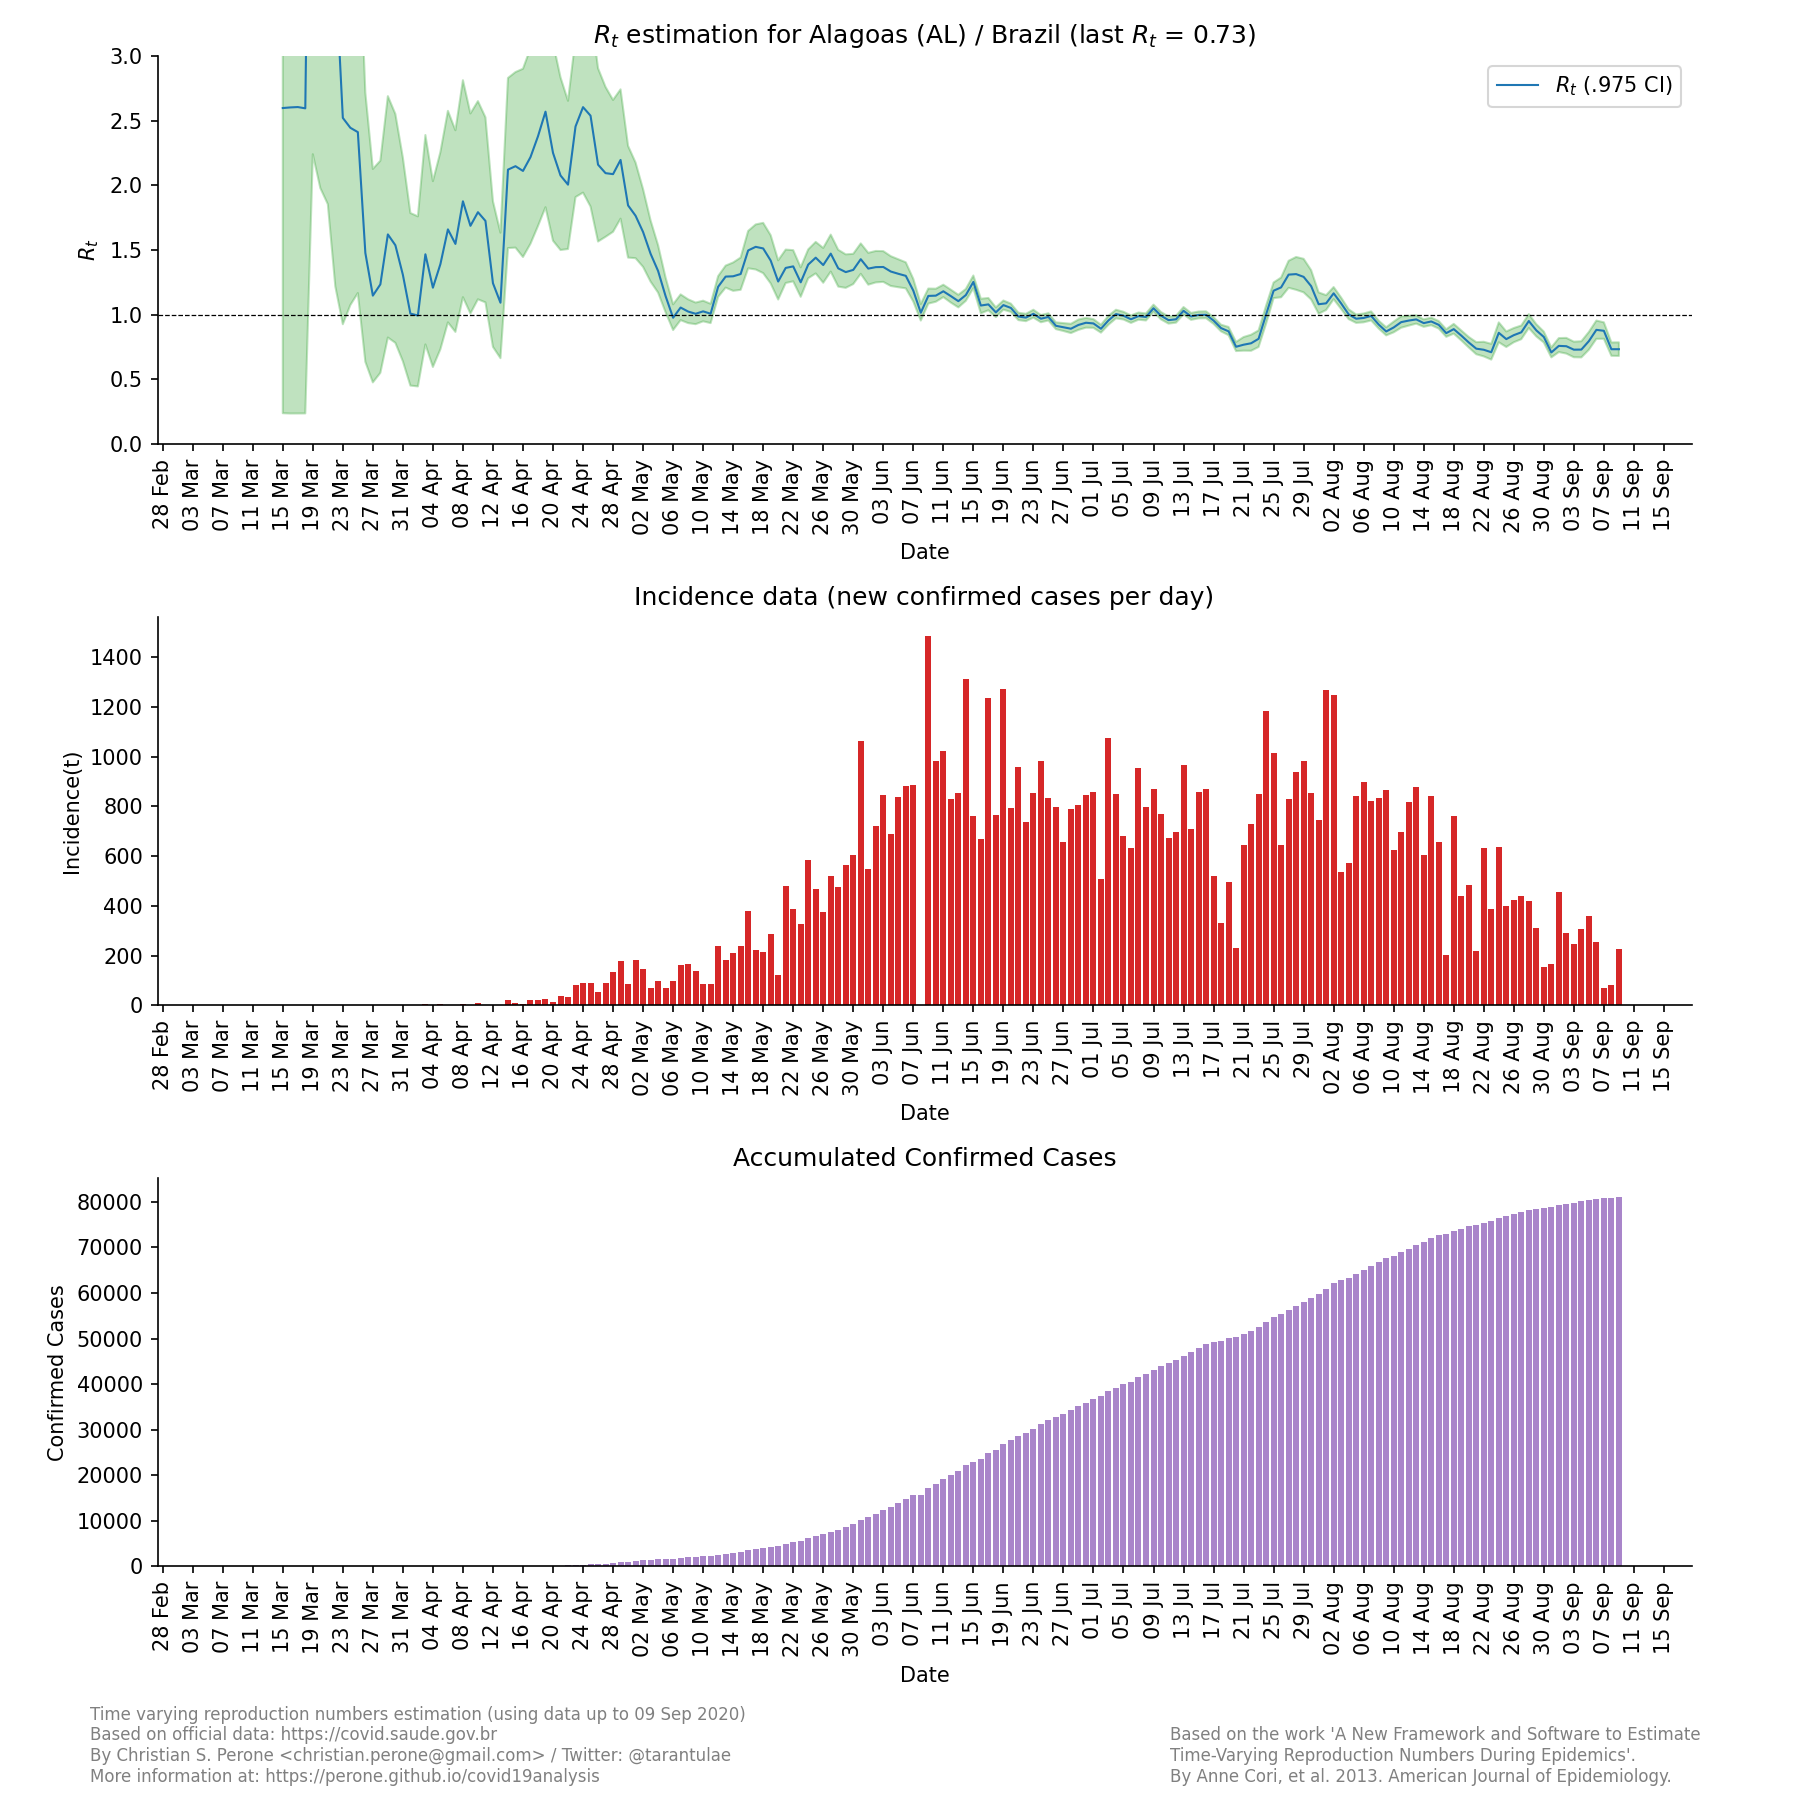 R_t estimation for Alagoas (AL) / Brazil (last R_t = 0.73)
3.0
2.5
2.0
1.5
1.0
0.5
0.0
R_t
R_t (.975 CI)
28 Feb 03 Mar 07 Mar 11 Mar 15 Mar 19 Mar 23 Mar 27 Mar 31 Mar 04 Apr 08 Apr 12 Apr 16 Apr 20 Apr 24 Apr 28 Apr 02 May 06 May 10 May 14 May 18 May 22 May 26 May 30 May 03 Jun 07 Jun 11 Jun 15 Jun 19 Jun 23 Jun 27 Jun 01 Jul 05 Jul 09 Jul 13 Jul 17 Jul 21 Jul 25 Jul 29 Jul 02 Aug 06 Aug 10 Aug 14 Aug 18 Aug 22 Aug 26 Aug 30 Aug 03 Sep 07 Sep 11 Sep 15 Sep
Date
Incidence data (new confirmed cases per day)
1400
1200
1000
800
600
400
200
0
Incidence(t)
28 Feb 03 Mar 07 Mar 11 Mar 15 Mar 19 Mar 23 Mar 27 Mar 31 Mar 04 Apr 08 Apr 12 Apr 16 Apr 20 Apr 24 Apr 28 Apr 02 May 06 May 10 May 14 May 18 May 22 May 26 May 30 May 03 Jun 07 Jun 11 Jun 15 Jun 19 Jun 23 Jun 27 Jun 01 Jul 05 Jul 09 Jul 13 Jul 17 Jul 21 Jul 25 Jul 29 Jul 02 Aug 06 Aug 10 Aug 14 Aug 18 Aug 22 Aug 26 Aug 30 Aug 03 Sep 07 Sep 11 Sep 15 Sep
Date
Accumulated Confirmed Cases
80000
70000
60000
50000
40000
30000
20000
10000
0
Confirmed Cases
28 Feb 03 Mar 07 Mar 11 Mar 15 Mar 19 Mar 23 Mar 27 Mar 31 Mar 04 Apr 08 Apr 12 Apr 16 Apr 20 Apr 24 Apr 28 Apr 02 May 06 May 10 May 14 May 18 May 22 May 26 May 30 May 03 Jun 07 Jun 11 Jun 15 Jun 19 Jun 23 Jun 27 Jun 01 Jul 05 Jul 09 Jul 13 Jul 17 Jul 21 Jul 25 Jul 29 Jul 02 Aug 06 Aug 10 Aug 14 Aug 18 Aug 22 Aug 26 Aug 30 Aug 03 Sep 07 Sep 11 Sep 15 Sep
Date
Time varying reproduction numbers estimation (using data up to 09 Sep 2020)
Based on official data: https://covid.saude.gov.br
By Christian S. Perone <christian.perone@gmail.com> / Twitter: @tarantulae
More information at: https://perone.github.io/covid19analysis
Based on the work 'A New Framework and Software to Estimate
Time-Varying Reproduction Numbers During Epidemics'.
By Anne Cori, et al. 2013. American Journal of Epidemiology.